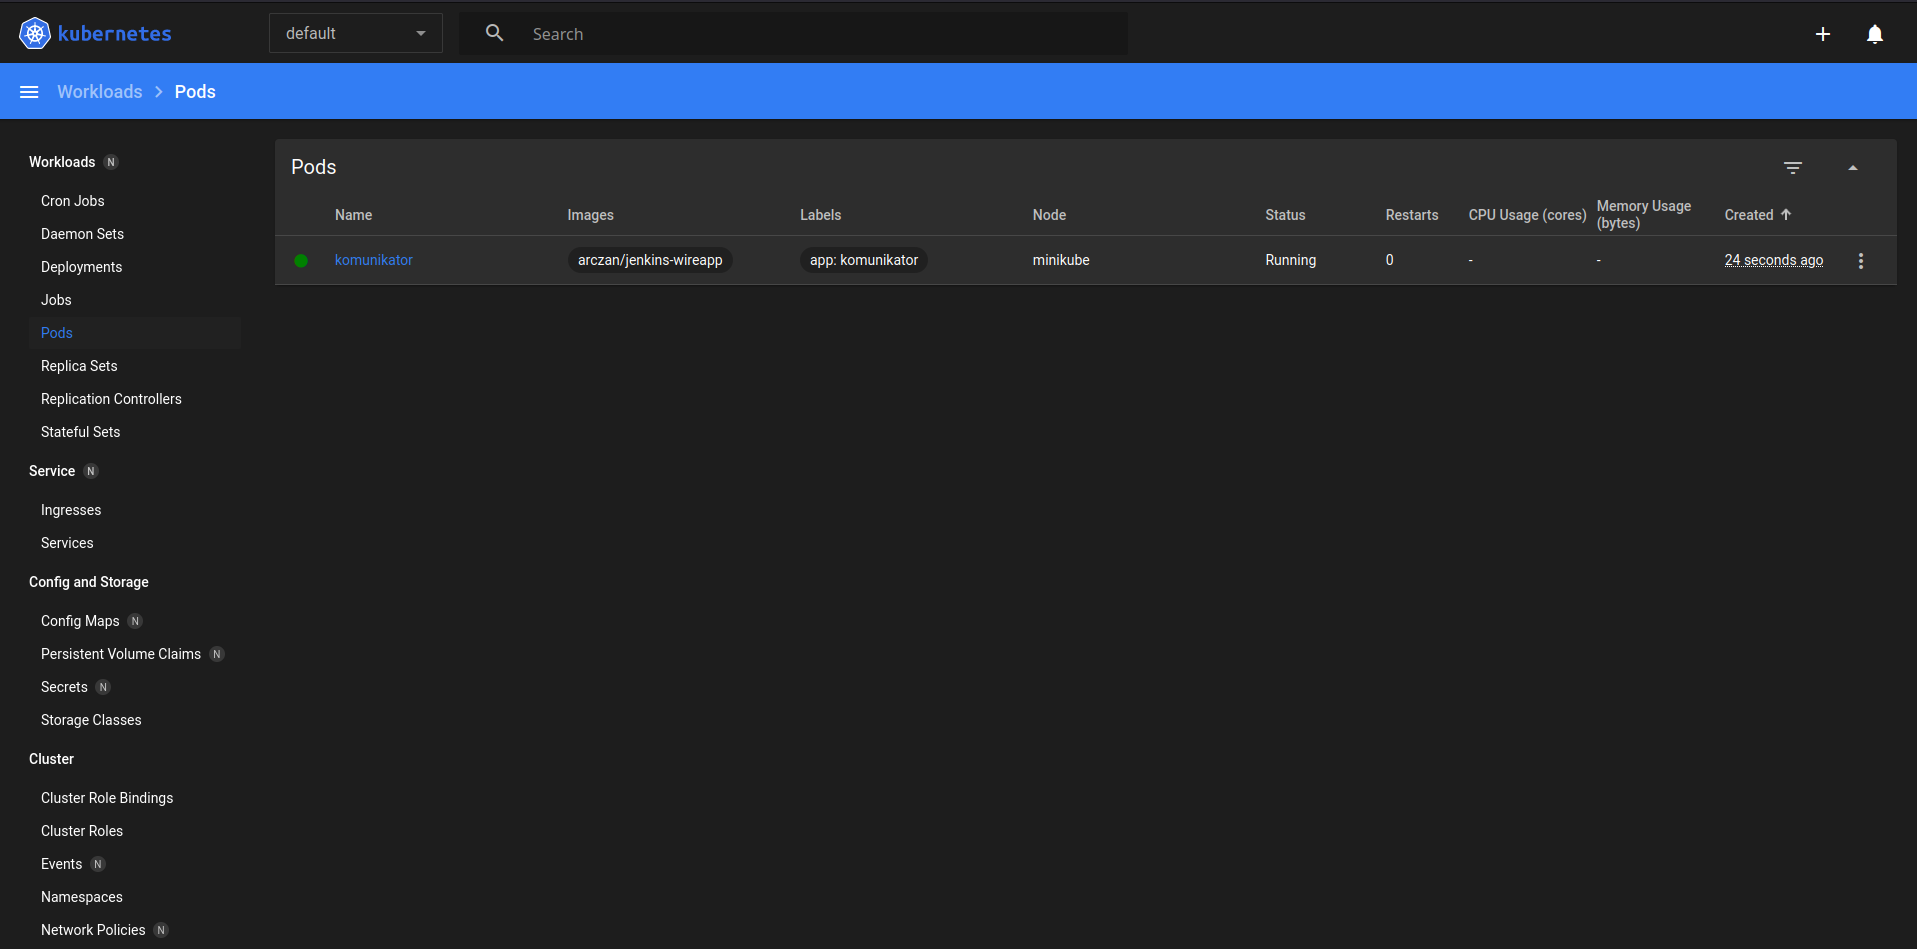 kubernetes
default
Search
Workloads > Pods
Workloads N
Cron Jobs
Daemon Sets
Deployments
Jobs
Pods
Replica Sets
Replication Controllers
Stateful Sets
Service N
Ingresses
Services
Config and Storage
Config Maps N
Persistent Volume Claims N
Secrets N
Storage Classes
Cluster
Cluster Role Bindings
Cluster Roles
Events N
Namespaces
Network Policies N
Pods
Name Images Labels Node Status Restarts CPU Usage (cores) Memory Usage (bytes) Created
komunikator arczan/jenkins-wireapp app: komunikator minikube Running 0 - - 24 seconds ago